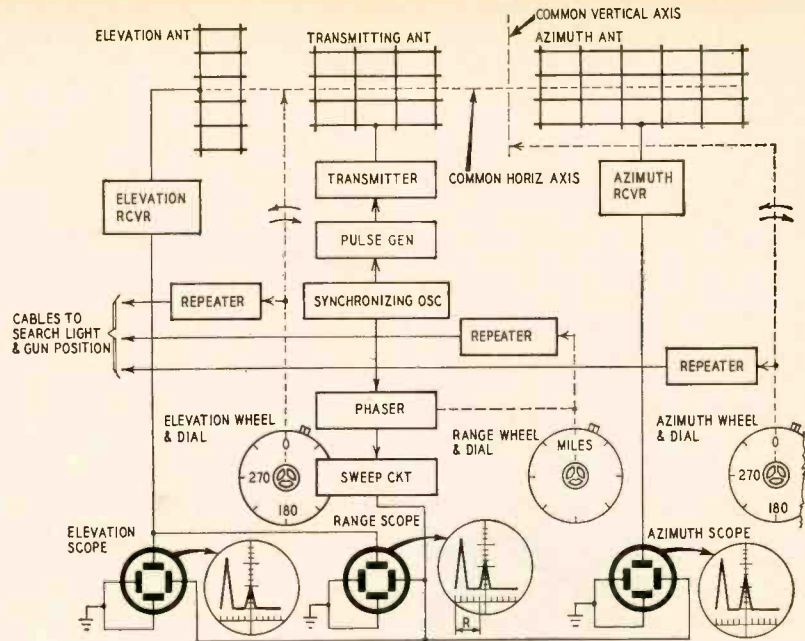 COMMON VERTICAL AXIS
ELEVATION ANT
TRANSMITTING ANT
AZIMUTH ANT
ELEVATION
RCVR
TRANSMITTER
COMMON HORIZ AXIS
AZIMUTH
RCVR
PULSE GEN
CABLES TO
SEARCH LIGHT
& GUN POSITION
REPEATER
SYNCHRONIZING OSC
REPEATER
REPEATER
ELEVATION WHEEL
& DIAL
PHASER
RANGE WHEEL
& DIAL
AZIMUTH WHEEL
& DIAL
0
270
180
MILES
0
270
180
SWEEP CKT
ELEVATION
SCOPE
RANGE SCOPE
AZIMUTH SCOPE
R